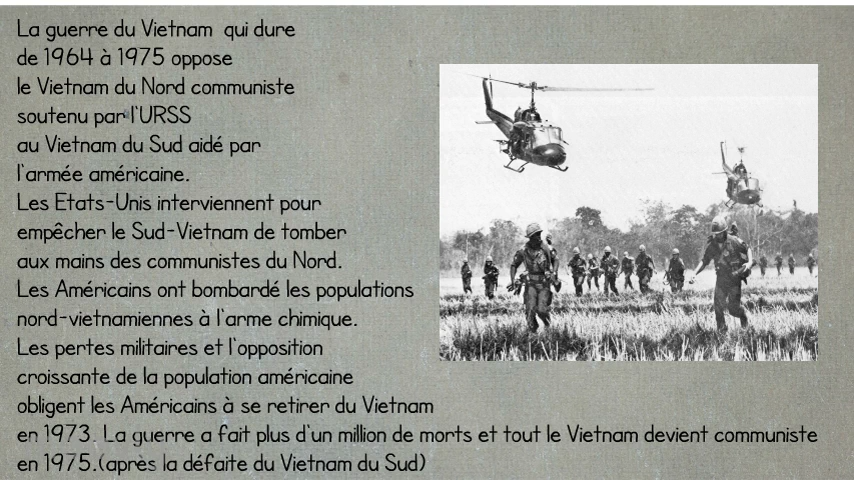 La guerre du Vietnam qui dure
de 1964 à 1975 oppose
le Vietnam du Nord communiste
soutenu par l'URSS
au Vietnam du Sud aidé par
l'armée américaine.
Les Etats-Unis interviennent pour
empêcher le Sud-Vietnam de tomber
aux mains des communistes du Nord.
Les Américains ont bombardé les populations
nord-vietnamiennes à l'arme chimique.
Les pertes militaires et l'opposition
croissante de la population américaine
obligent les Américains à se retirer du Vietnam
en 1973. La guerre a fait plus d'un million de morts et tout le Vietnam devient communiste
en 1975.(après la défaite du Vietnam du Sud)